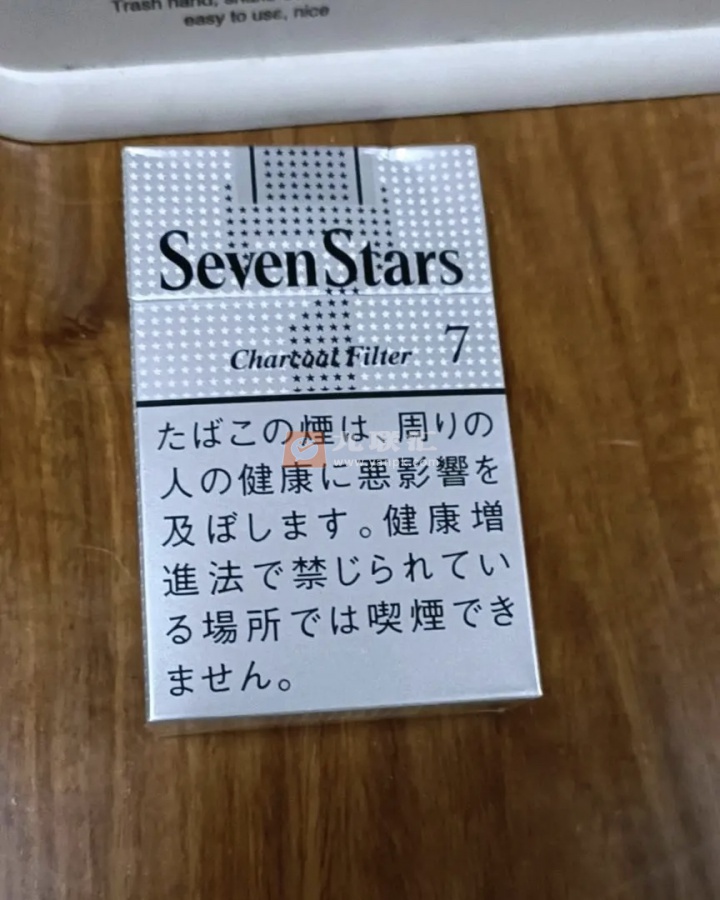 easy to use, nice
Seven Stars
Charcoal Filter 7
たばこの煙は、周りの
人の健康に悪影響を
及ぼします。健康増
進法で禁じられてい
る場所では喫煙でき
ません。